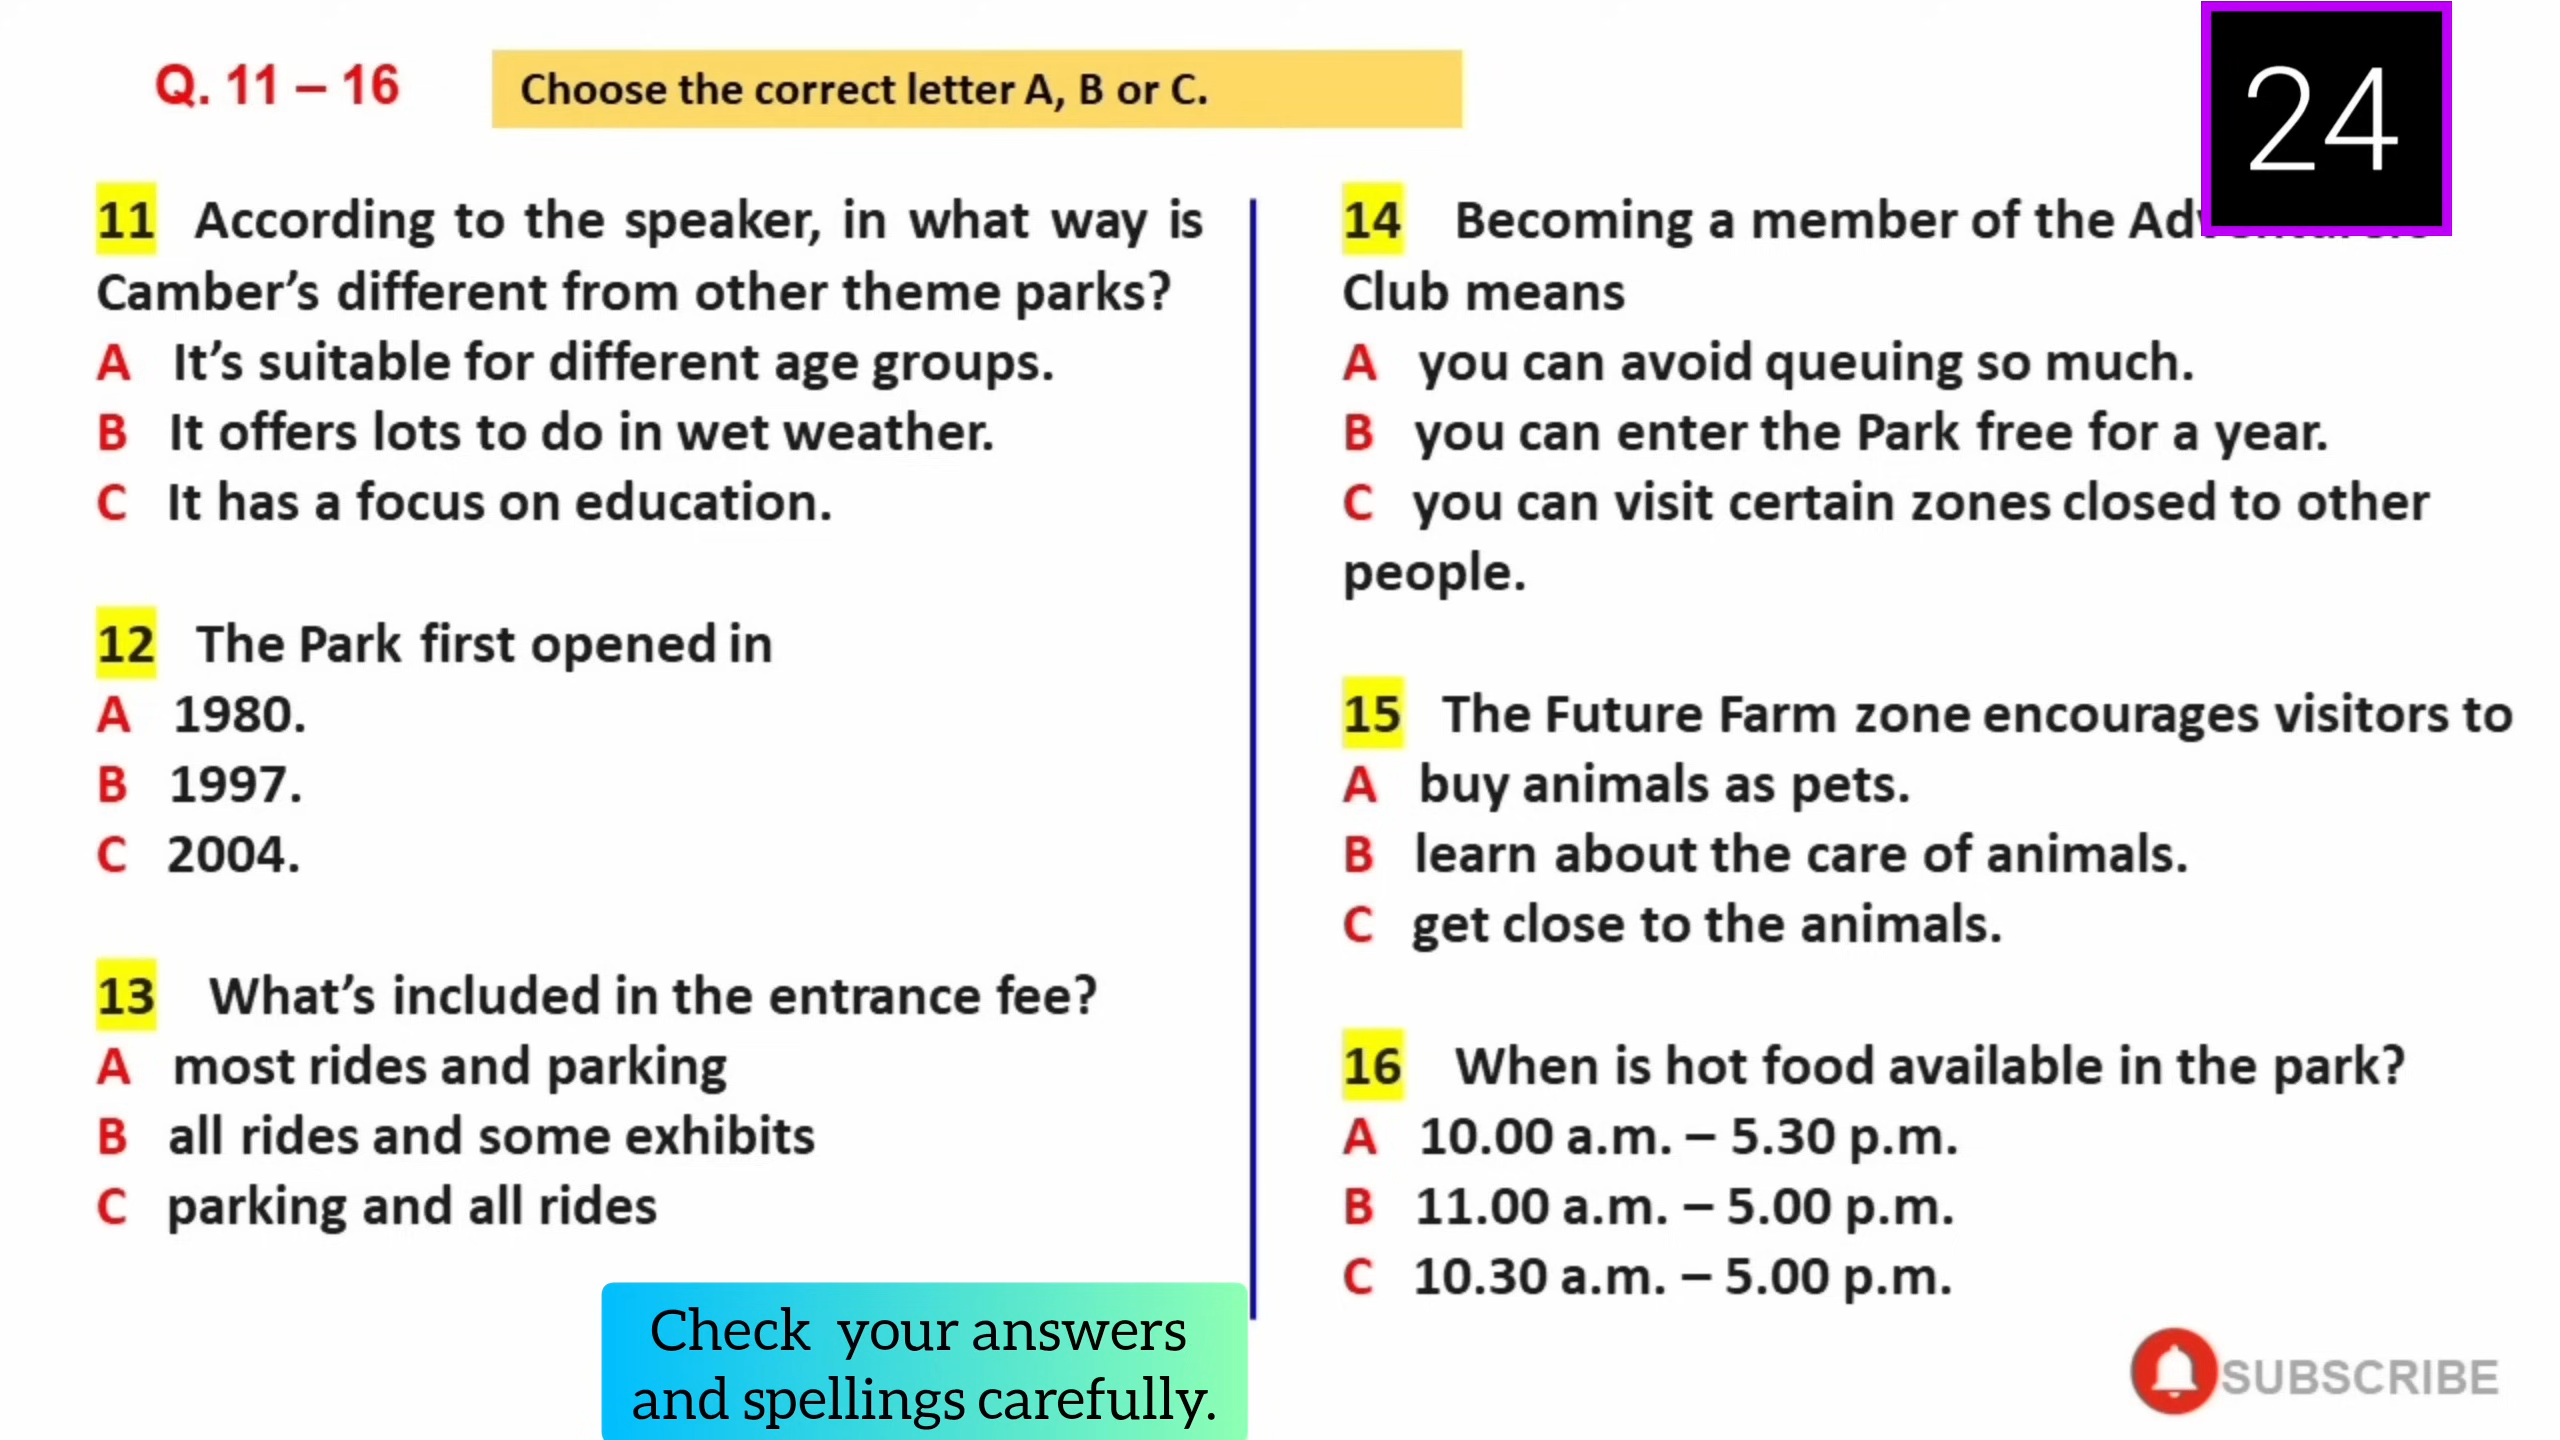 Q. 11 – 16
Choose the correct letter A, B or C.
24
11 According to the speaker, in what way is
Camber's different from other theme parks?
A It's suitable for different age groups.
B It offers lots to do in wet weather.
C It has a focus on education.
12 The Park first opened in
A 1980.
B 1997.
C 2004.
13 What's included in the entrance fee?
A most rides and parking
B all rides and some exhibits
C parking and all rides
14 Becoming a member of the
Club means
A you can avoid queuing so much.
B you can enter the Park free for a year.
C you can visit certain zones closed to other
people.
15 The Future Farm zone encourages visitors to
A buy animals as pets.
B learn about the care of animals.
C get close to the animals.
16 When is hot food available in the park?
A 10.00 a.m. – 5.30 p.m.
B 11.00 a.m. – 5.00 p.m.
C 10.30 a.m. – 5.00 p.m.
Check your answers
and spellings carefully.
SUBSCRIBE